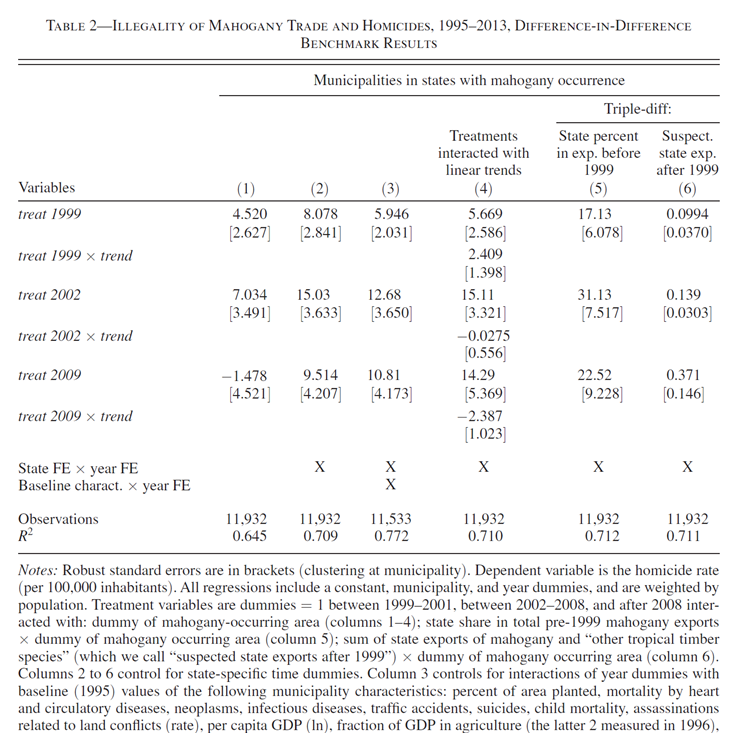 TABLE 2—ILLEGALITY OF MAHOGANY TRADE AND HOMICIDES, 1995–2013, DIFFERENCE-IN-DIFFERENCE
BENCHMARK RESULTS
Municipalities in states with mahogany occurrence
Triple-diff:
Treatments State percent Suspect.
interacted with in exp. before state exp.
linear trends 1999 after 1999
Variables (1) (2) (3) (4) (5) (6)
treat 1999 4.520 8.078 5.946 5.669 17.13 0.0994
[2.627] [2.841] [2.031] [2.586] [6.078] [0.0370]
treat 1999 × trend 2.409
[1.398]
treat 2002 7.034 15.03 12.68 15.11 31.13 0.139
[3.491] [3.633] [3.650] [3.321] [7.517] [0.0303]
treat 2002 × trend −0.0275
[0.556]
treat 2009 −1.478 9.514 10.81 14.29 22.52 0.371
[4.521] [4.207] [4.173] [5.369] [9.228] [0.146]
treat 2009 × trend −2.387
[1.023]
State FE × year FE X X X X X
Baseline charact. × year FE X
Observations 11,932 11,932 11,533 11,932 11,932 11,932
R² 0.645 0.709 0.772 0.710 0.712 0.711
Notes: Robust standard errors are in brackets (clustering at municipality). Dependent variable is the homicide rate
(per 100,000 inhabitants). All regressions include a constant, municipality, and year dummies, and are weighted by
population. Treatment variables are dummies = 1 between 1999–2001, between 2002–2008, and after 2008 inter-
acted with: dummy of mahogany-occurring area (columns 1–4); state share in total pre-1999 mahogany exports
× dummy of mahogany occurring area (column 5); sum of state exports of mahogany and “other tropical timber
species” (which we call “suspected state exports after 1999”) × dummy of mahogany occurring area (column 6).
Columns 2 to 6 control for state-specific time dummies. Column 3 controls for interactions of year dummies with
baseline (1995) values of the following municipality characteristics: percent of area planted, mortality by heart
and circulatory diseases, neoplasms, infectious diseases, traffic accidents, suicides, child mortality, assassinations
related to land conflicts (rate), per capita GDP (ln), fraction of GDP in agriculture (the latter 2 measured in 1996),